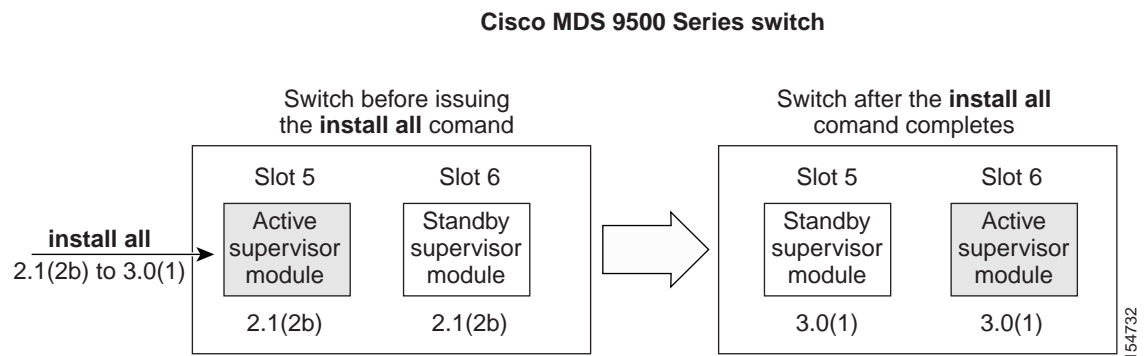 Cisco MDS 9500 Series switch
Switch before issuing
the install all comand
Switch after the install all
comand completes
install all
2.1(2b) to 3.0(1)
Slot 5
Slot 6
Active
supervisor
module
Standby
supervisor
module
2.1(2b)
2.1(2b)
Slot 5
Slot 6
Standby
supervisor
module
Active
supervisor
module
3.0(1)
3.0(1)
154732